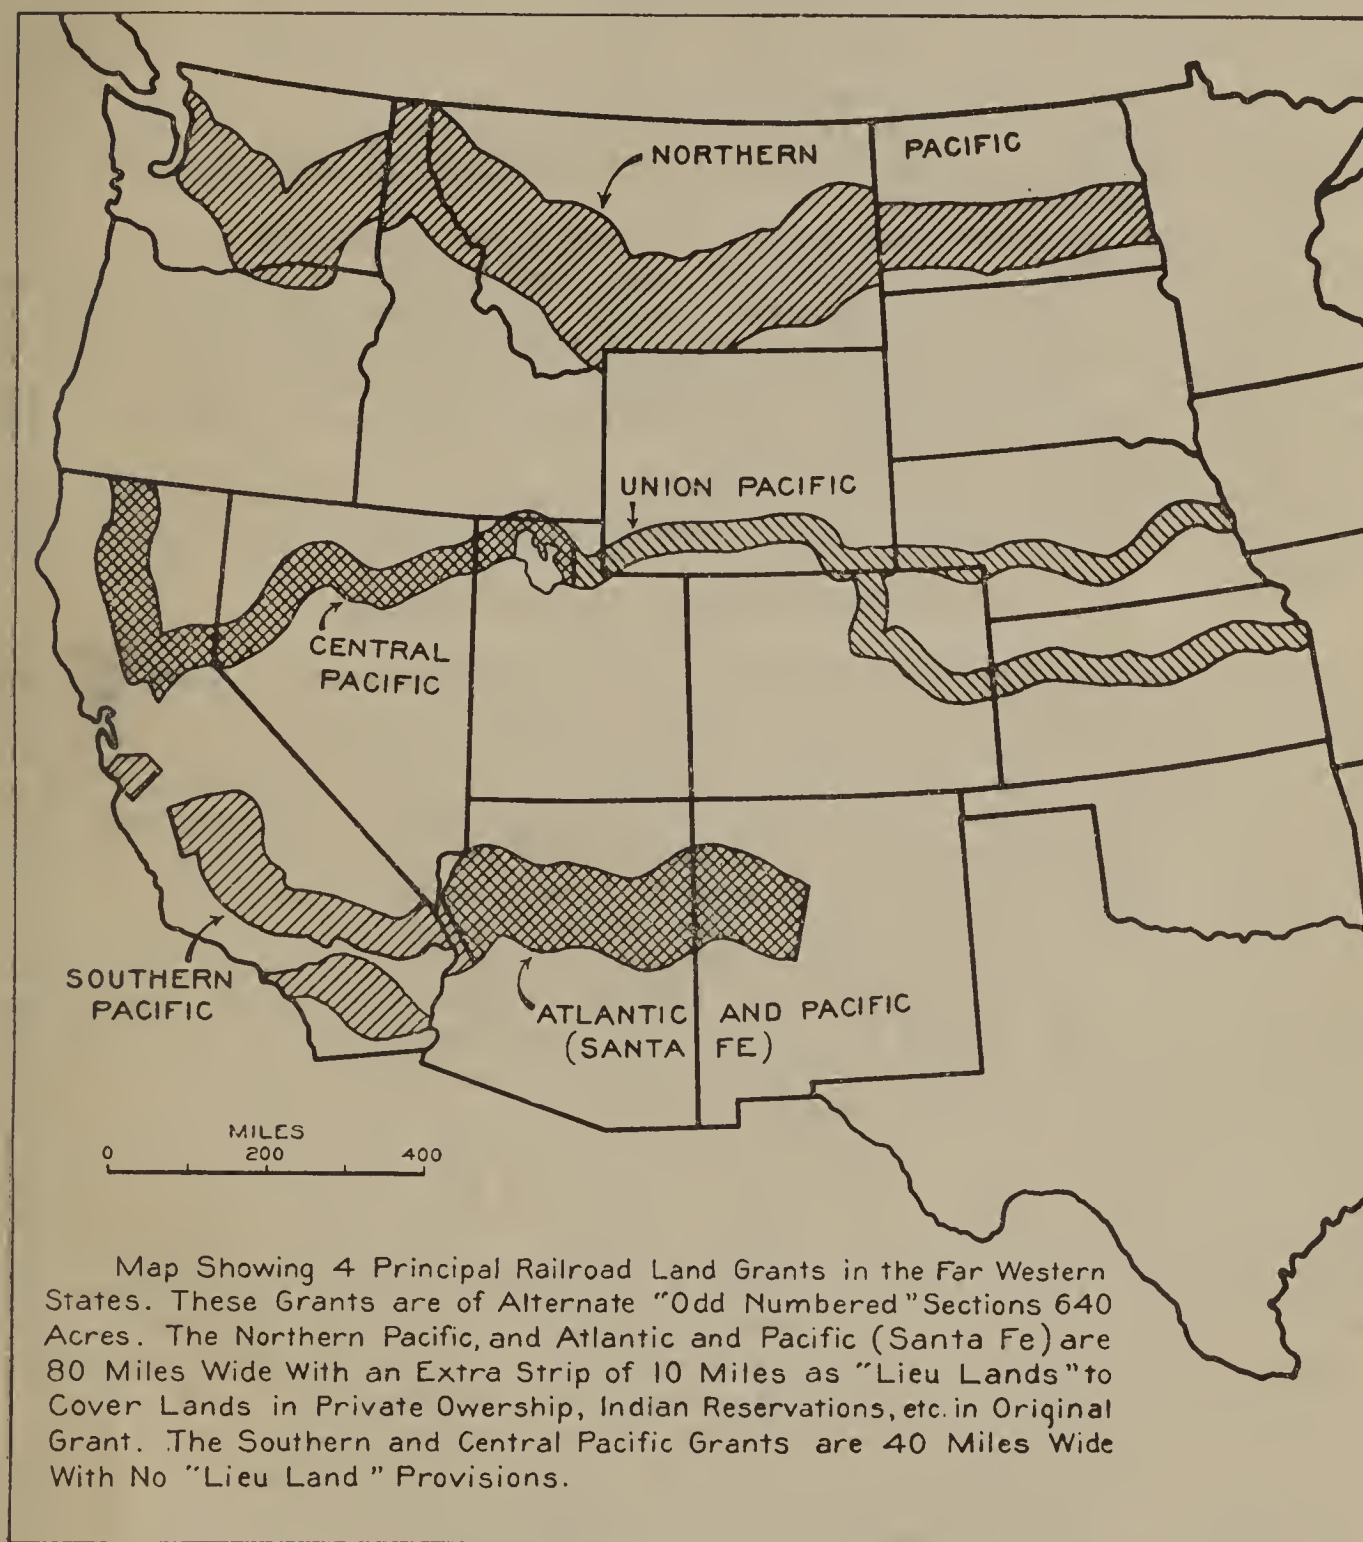 NORTHERN
PACIFIC
UNION PACIFIC
CENTRAL
PACIFIC
SOUTHERN
PACIFIC
ATLANTIC AND PACIFIC
(SANTA FE)
MILES
0 200 400
Map Showing 4 Principal Railroad Land Grants in the Far Western
States. These Grants are of Alternate "Odd Numbered" Sections 640
Acres. The Northern Pacific, and Atlantic and Pacific (Santa Fe) are
80 Miles Wide With an Extra Strip of 10 Miles as "Lieu Lands" to
Cover Lands in Private Owership, Indian Reservations, etc. in Original
Grant. The Southern and Central Pacific Grants are 40 Miles Wide
With No "Lieu Land" Provisions.